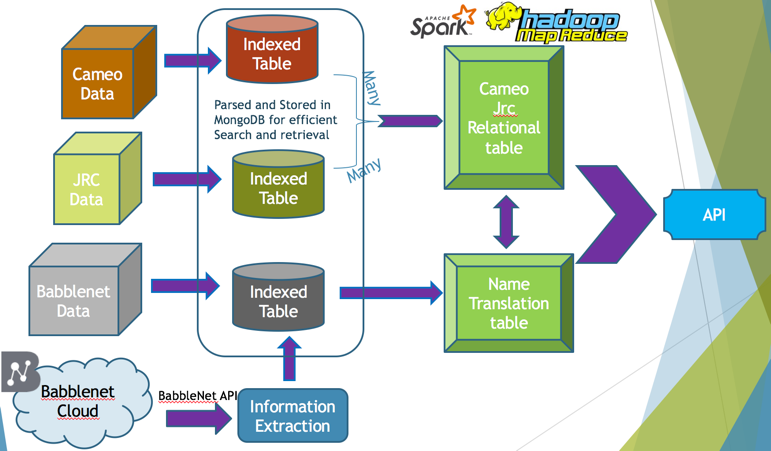 APACHE
Spark
hadoop
Map Reduce
Cameo
Data
Indexed
Table
Many
Parsed and Stored in
MongoDB for efficient
Search and retrieval
Cameo
Jrc
Relational
table
JRC
Data
Indexed
Table
Many
API
Babblenet
Data
Indexed
Table
Name
Translation
table
Babblenet
Cloud
BabbleNet API
Information
Extraction